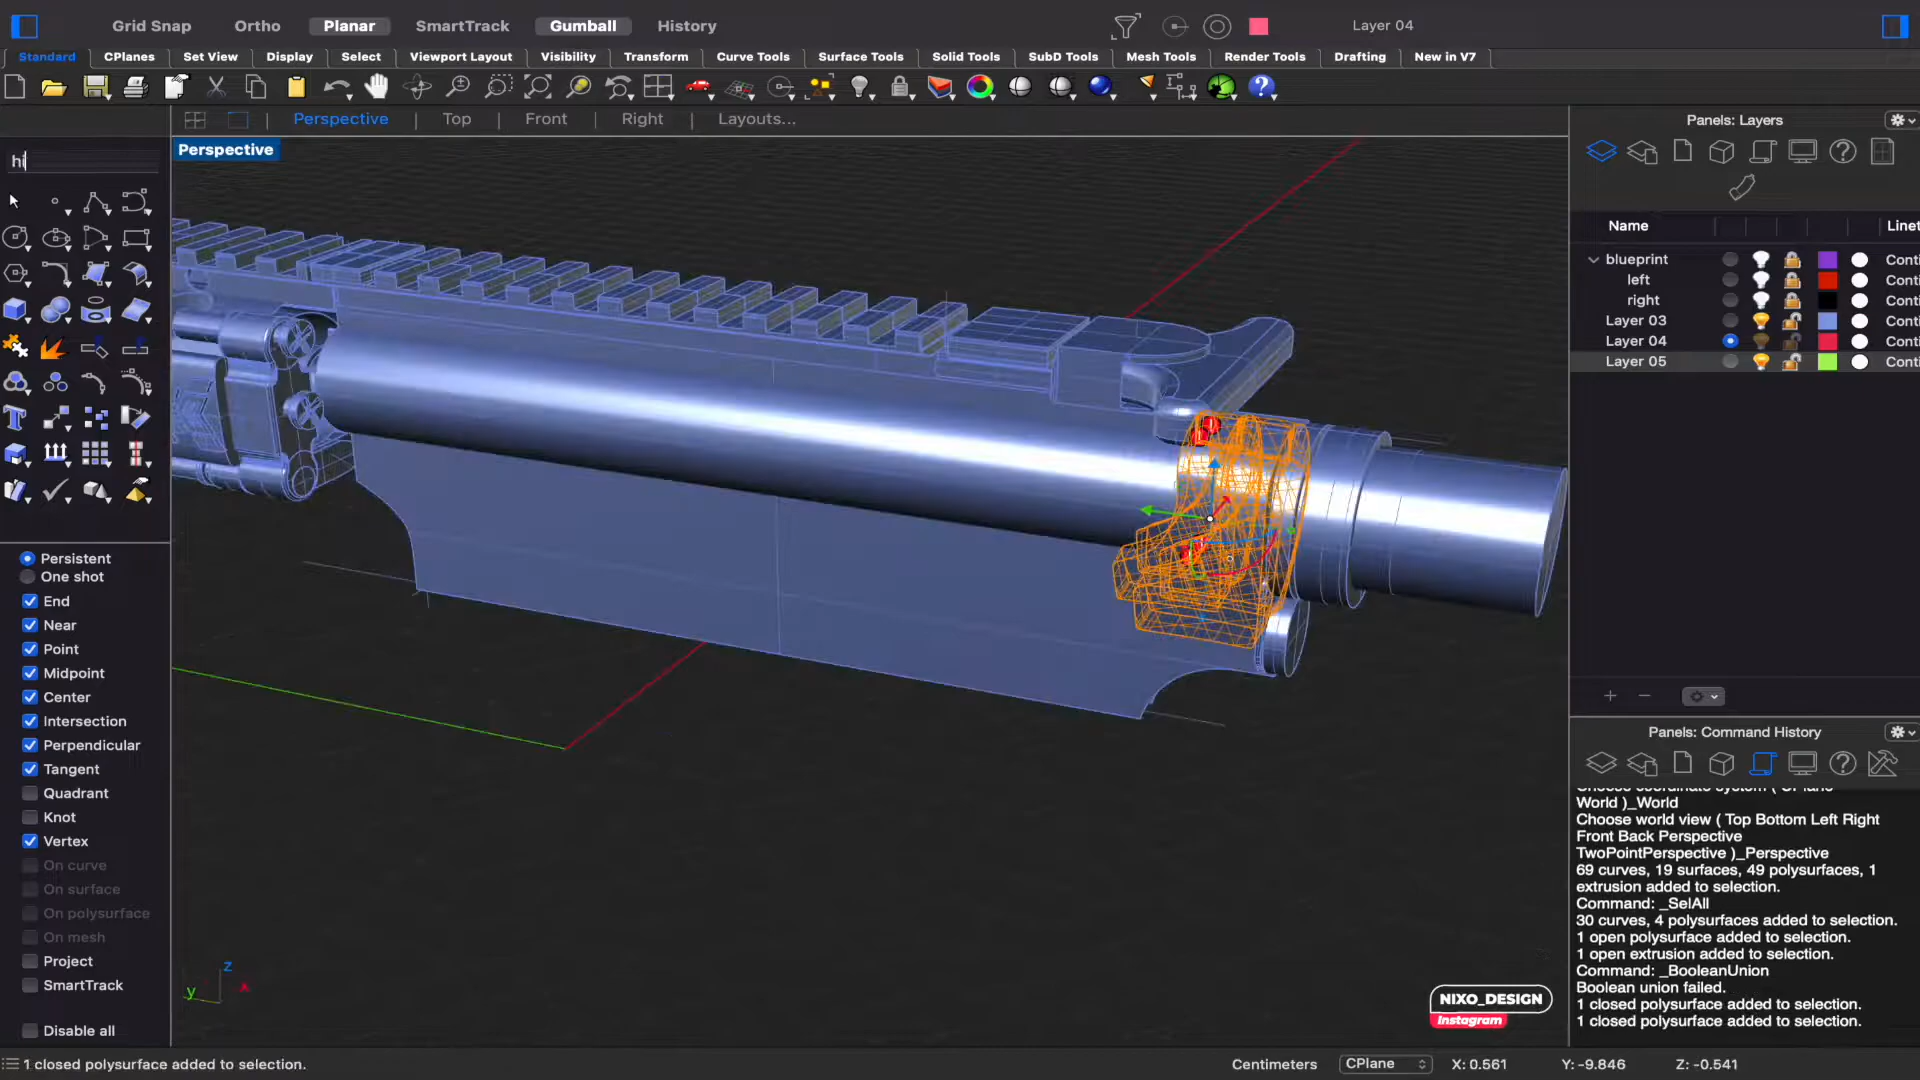 Grid Snap Ortho Planar SmartTrack Gumball History Layer 04
Standard CPlanes Set View Display Select Viewport Layout Visibility Transform Curve Tools Surface Tools Solid Tools SubD Tools Mesh Tools Render Tools Drafting New in V7
Perspective Top Front Right Layouts...
Perspective
hi
Persistent
One shot
End
Near
Point
Midpoint
Center
Intersection
Perpendicular
Tangent
Quadrant
Knot
Vertex
On curve
On surface
On polysurface
On mesh
Project
SmartTrack
Disable all
z
y
x
NIXO_DESIGN
Instagram
Panels: Layers
Name Linet
blueprint Conti
left Conti
right Conti
Layer 03 Conti
Layer 04 Conti
Layer 05 Conti
Panels: Command History
World )_World
Choose world view ( Top Bottom Left Right
Front Back Perspective
TwoPointPerspective )_Perspective
69 curves, 19 surfaces, 49 polysurfaces, 1
extrusion added to selection.
Command: _SelAll
30 curves, 4 polysurfaces added to selection.
1 open polysurface added to selection.
1 open extrusion added to selection.
Command: _BooleanUnion
Boolean union failed.
1 closed polysurface added to selection.
1 closed polysurface added to selection.
1 closed polysurface added to selection.
Centimeters CPlane X: 0.561 Y: -9.846 Z: -0.541